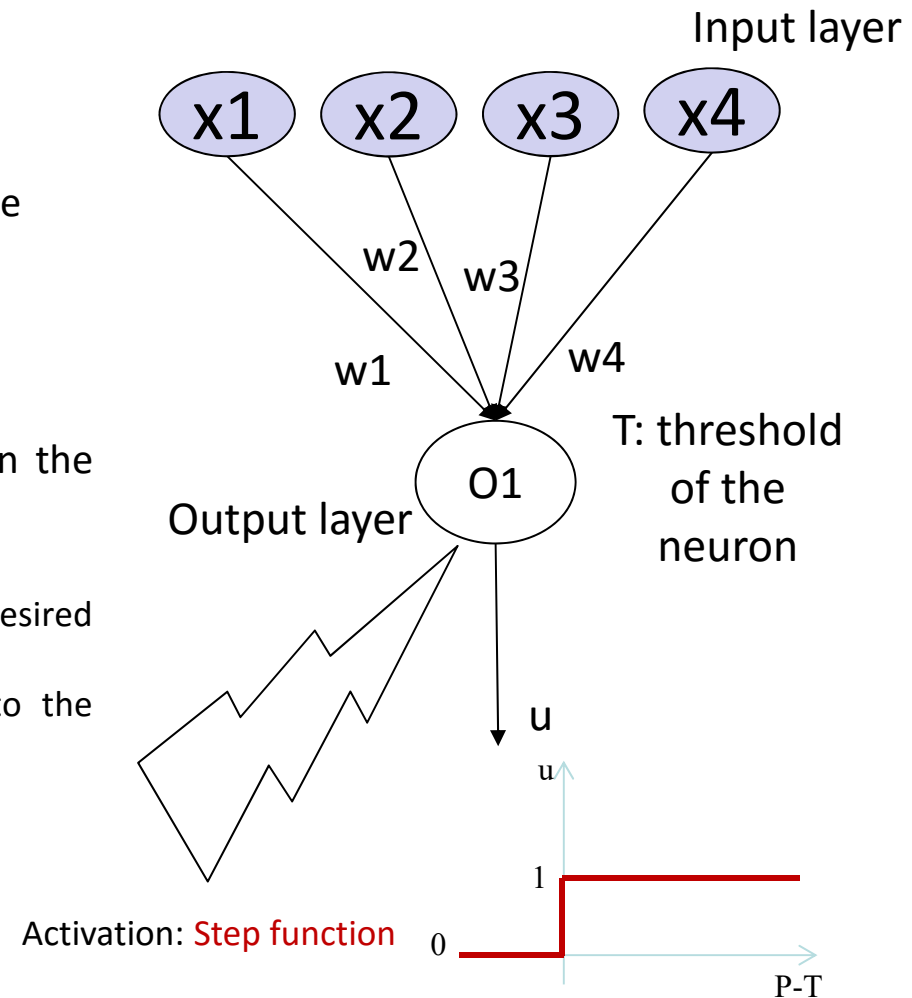 Input layer
x1 x2 x3 x4
e
w2
w3
w1
w4
T: threshold
of the
neuron
n the
O1
Output layer
esired
to the
u
u
1
Activation: Step function
0
P-T